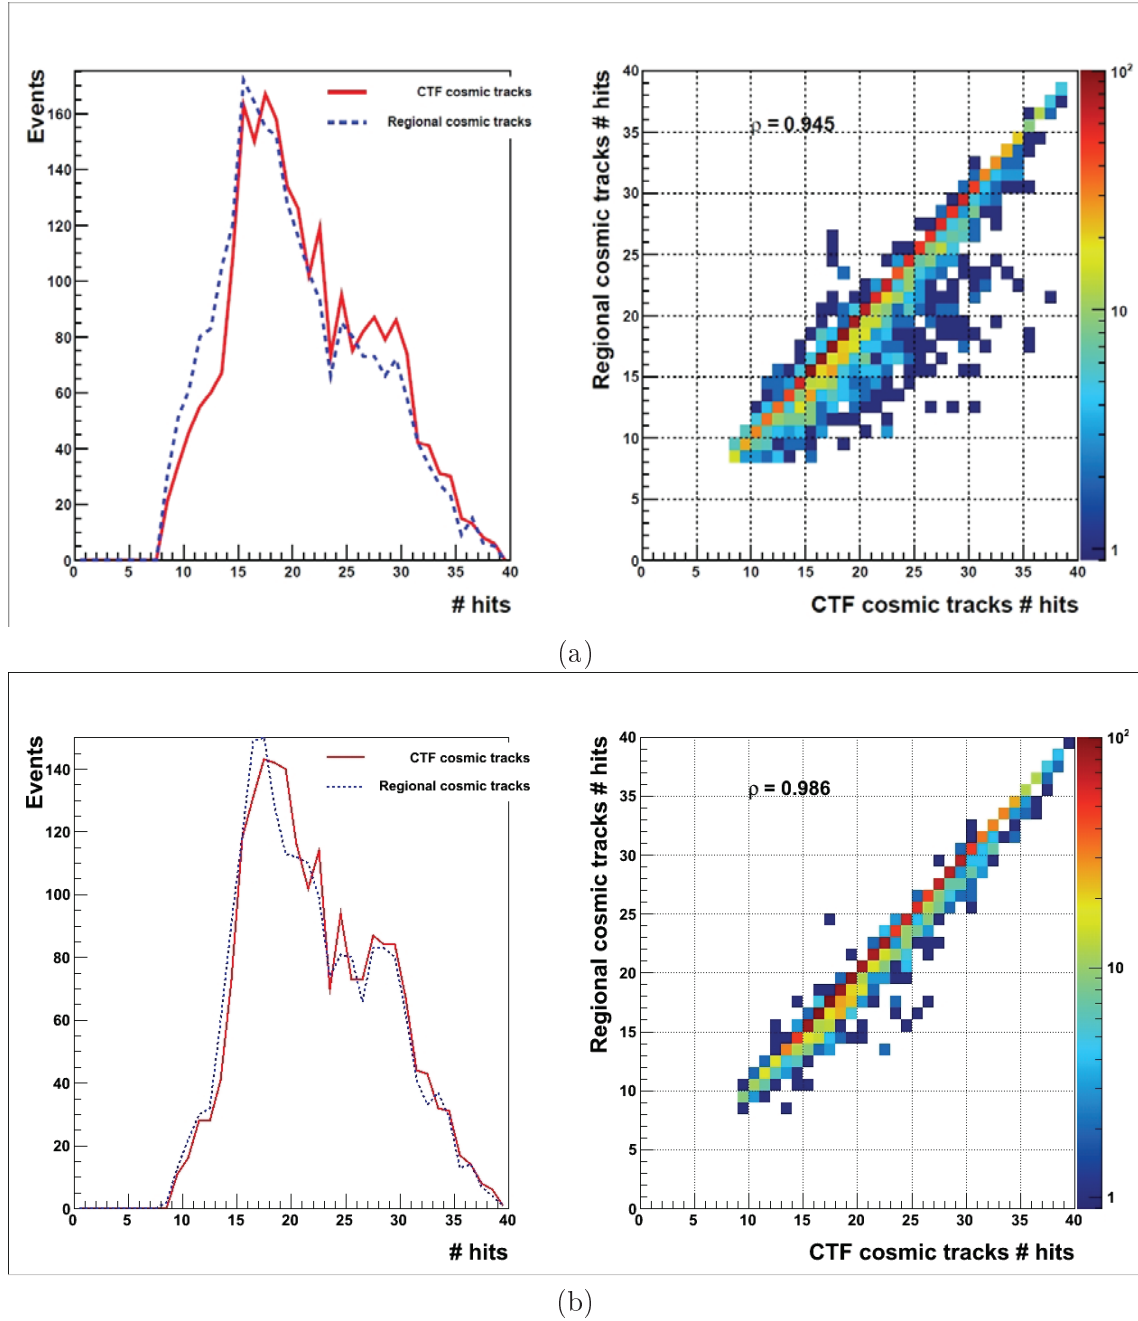 Events
160
140
120
100
80
60
40
20
0
0 5 10 15 20 25 30 35 40
# hits
CTF cosmic tracks
Regional cosmic tracks
Regional cosmic tracks # hits
40
35
30
25
20
15
10
5
0
0 5 10 15 20 25 30 35 40
CTF cosmic tracks # hits
ρ = 0.945
10²
10
1
(a)
Events
140
120
100
80
60
40
20
0
0 5 10 15 20 25 30 35 40
# hits
CTF cosmic tracks
Regional cosmic tracks
Regional cosmic tracks # hits
40
35
30
25
20
15
10
5
0
0 5 10 15 20 25 30 35 40
CTF cosmic tracks # hits
ρ = 0.986
10²
10
1
(b)